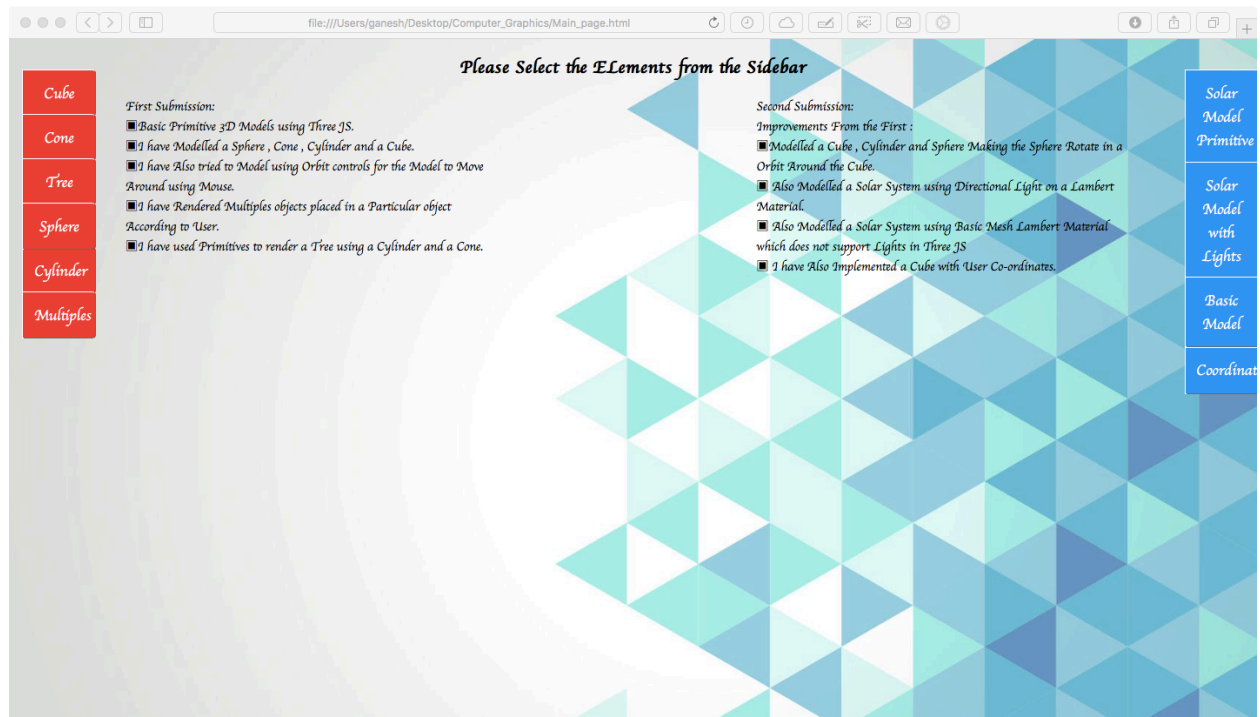 file:///Users/ganesh/Desktop/Computer_Graphics/Main_page.html
Please Select the ELements from the Sidebar
Cube
Cone
Tree
Sphere
Cylinder
Multiples
First Submission:
▣Basic Primitive 3D Models using Three JS.
▣I have Modelled a Sphere , Cone , Cylinder and a Cube.
▣I have Also tried to Model using Orbit controls for the Model to Move
Around using Mouse.
▣I have Rendered Multiples objects placed in a Particular object
According to User.
▣I have used Primitives to render a Tree using a Cylinder and a Cone.
Second Submission:
Improvements From the First :
▣Modelled a Cube , Cylinder and Sphere Making the Sphere Rotate in a
Orbit Around the Cube.
▣ Also Modelled a Solar System using Directional Light on a Lambert
Material.
▣ Also Modelled a Solar System using Basic Mesh Lambert Material
which does not support Lights in Three JS
▣ I have Also Implemented a Cube with User Co-ordinates.
Solar
Model
Primitive
Solar
Model
with
Lights
Basic
Model
Coordinat